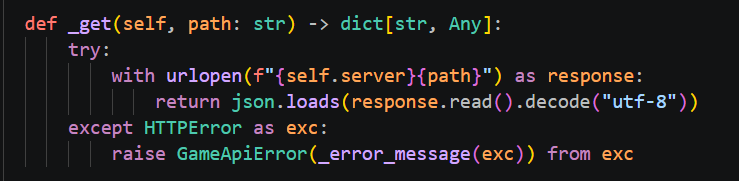 def _get(self, path: str) -> dict[str, Any]:
    try:
        with urlopen(f"{self.server}{path}") as response:
            return json.loads(response.read().decode("utf-8"))
    except HTTPError as exc:
        raise GameApiError(_error_message(exc)) from exc